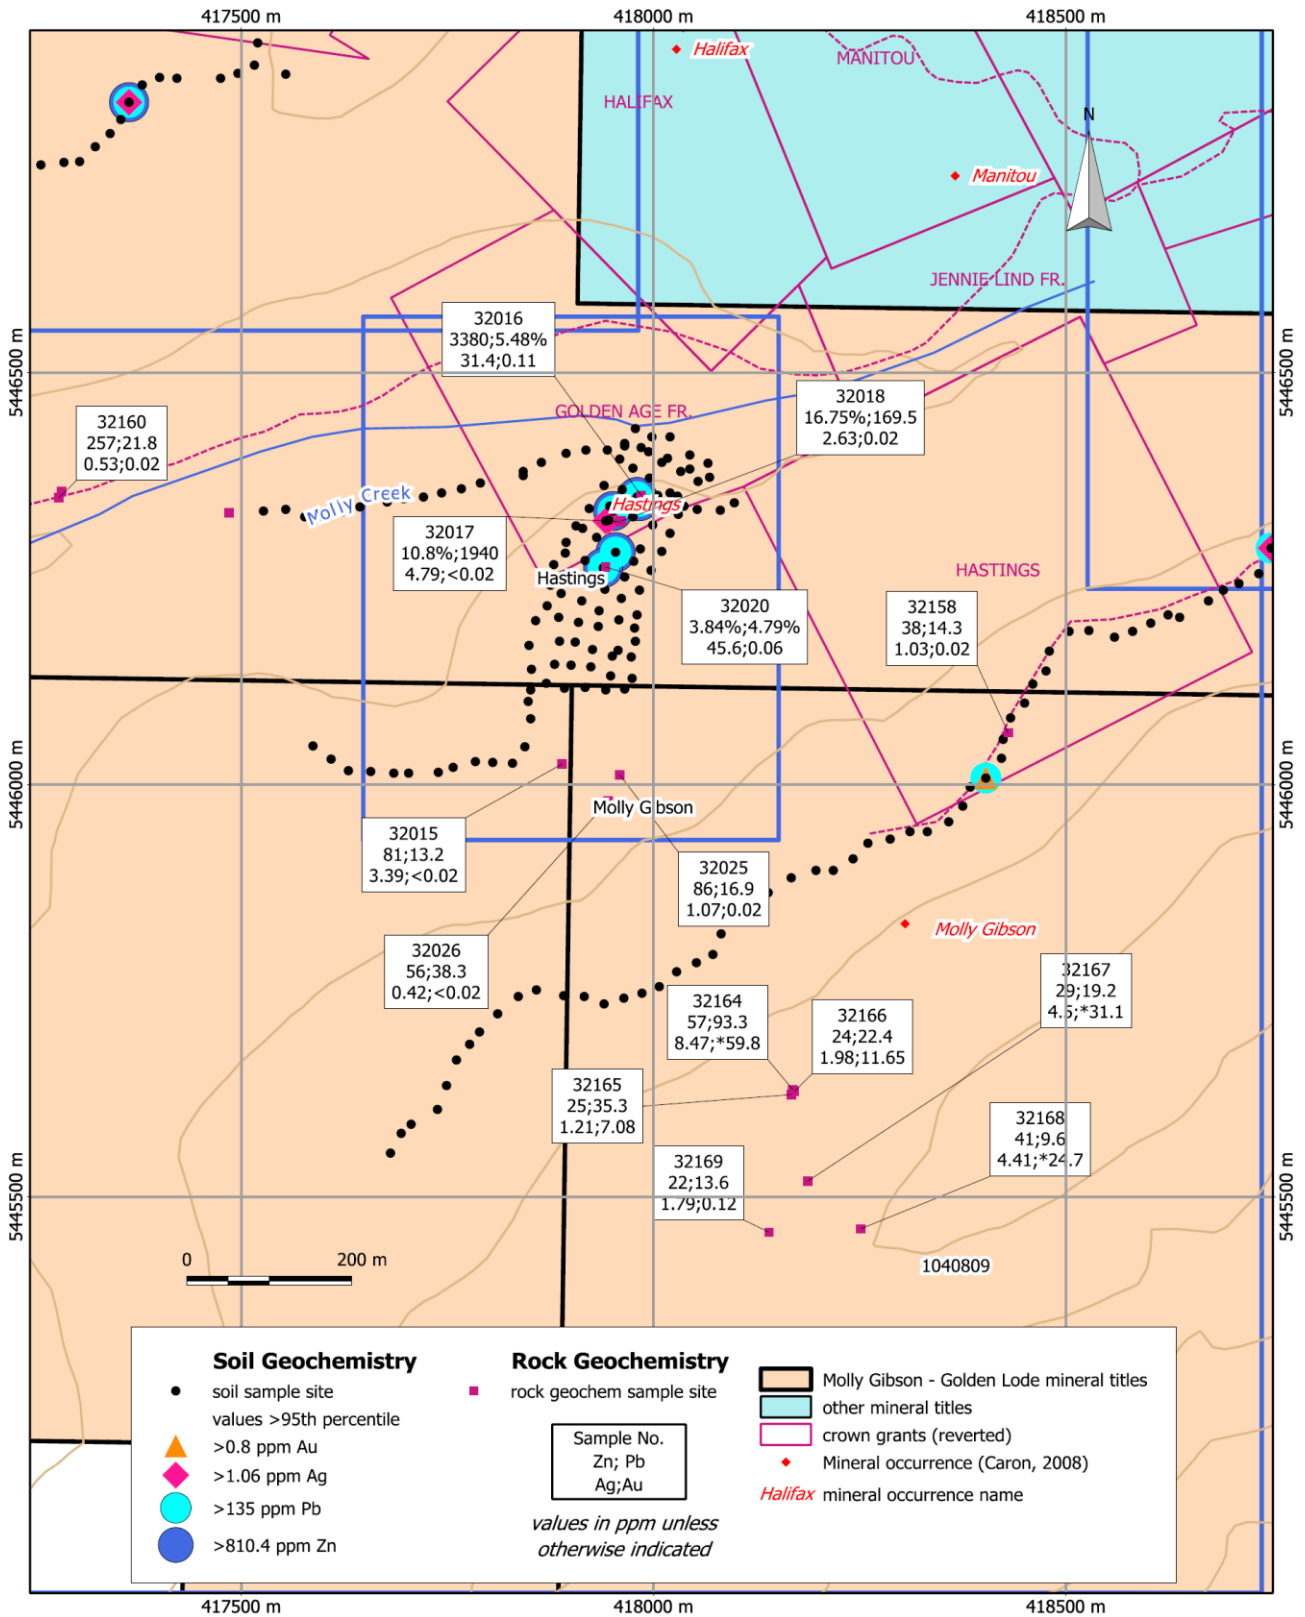 417500 m
418000 m
418500 m
Halifax
MANITOU
HALIFAX
N
Manitou
JENNIE LIND FR.
32016
3380;5.48%
31.4;0.11
5446500 m
5446500 m
32018
16.75%;169.5
2.63;0.02
GOLDEN AGE FR.
32160
257;21.8
0.53;0.02
Molly Creek
Hastings
32017
10.8%;1940
4.79;<0.02
Hastings
HASTINGS
32020
3.84%;4.79%
45.6;0.06
32158
38;14.3
1.03;0.02
5446000 m
5446000 m
Molly Gibson
32015
81;13.2
3.39;<0.02
32025
86;16.9
1.07;0.02
Molly Gibson
32026
56;38.3
0.42;<0.02
32167
29;19.2
4.5;*31.1
32164
57;93.3
8.47;*59.8
32166
24;22.4
1.98;11.65
32165
25;35.3
1.21;7.08
32168
41;9.6
4.41;*24.7
32169
22;13.6
1.79;0.12
5445500 m
5445500 m
0 200 m
1040809
Soil Geochemistry
soil sample site
values >95th percentile
>0.8 ppm Au
>1.06 ppm Ag
>135 ppm Pb
>810.4 ppm Zn
Rock Geochemistry
rock geochem sample site
Sample No.
Zn; Pb
Ag;Au
values in ppm unless
otherwise indicated
Molly Gibson - Golden Lode mineral titles
other mineral titles
crown grants (reverted)
Mineral occurrence (Caron, 2008)
Halifax mineral occurrence name
417500 m
418000 m
418500 m